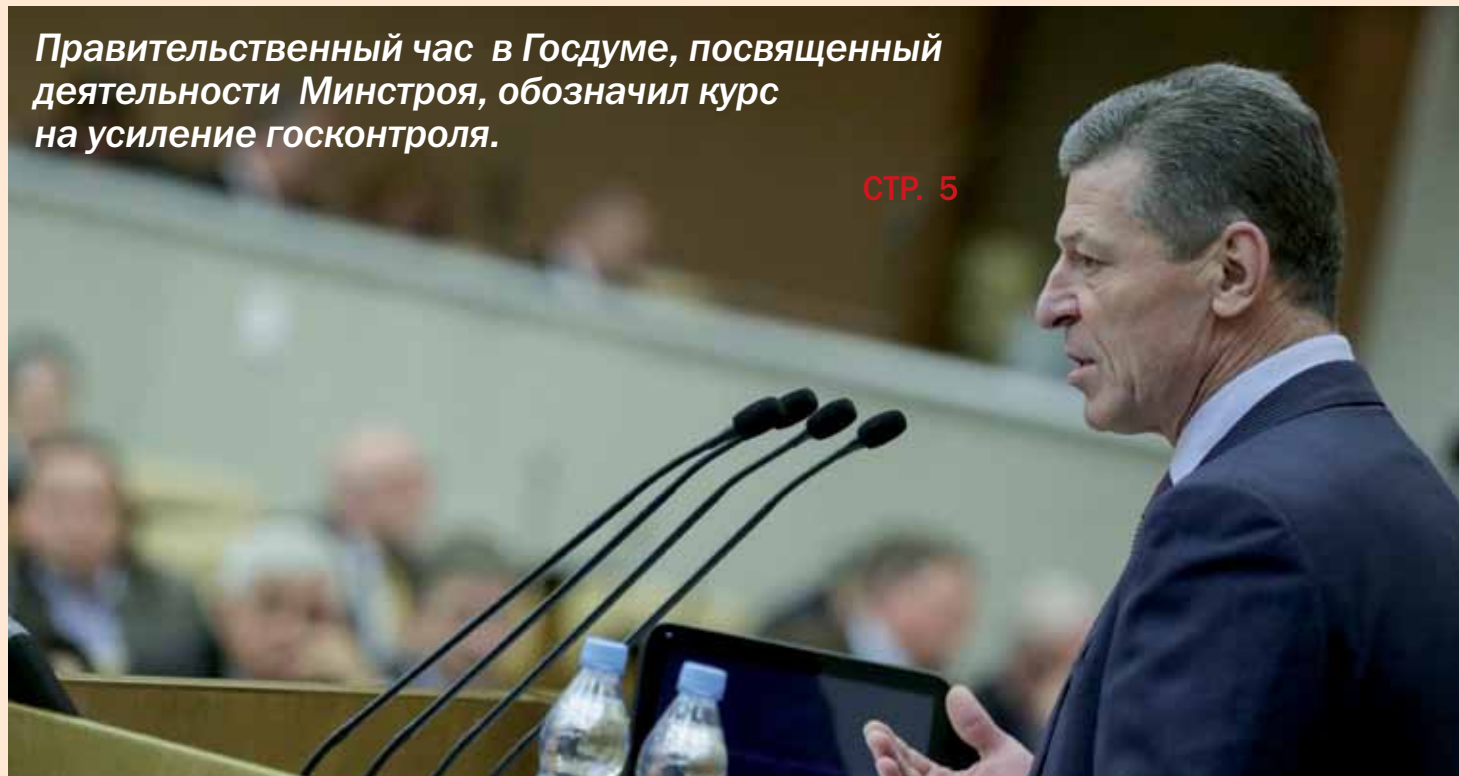 Правительственный час в Госдуме, посвященный
деятельности Минстроя, обозначил курс
на усиление госконтроля.
СТР. 5